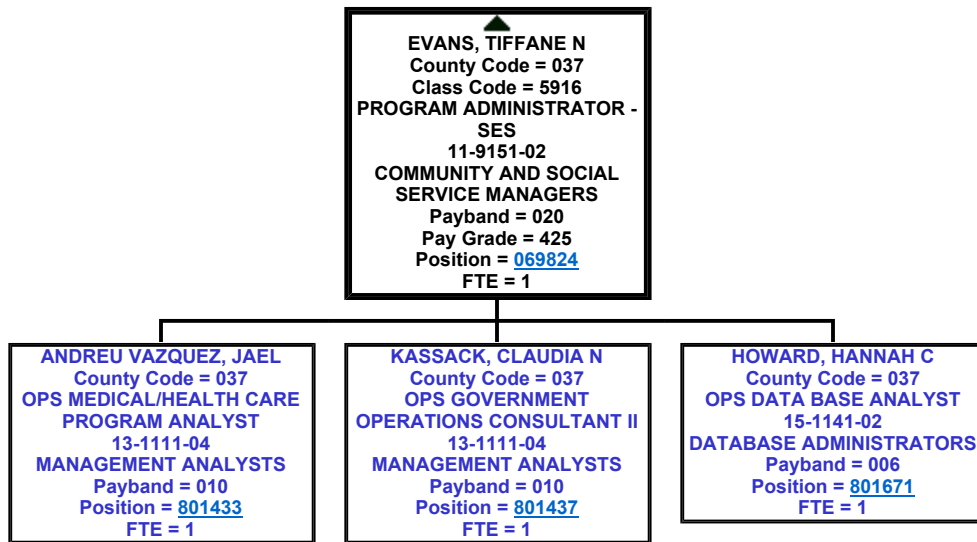 EVANS, TIFFANE N
County Code = 037
Class Code = 5916
PROGRAM ADMINISTRATOR -
SES
11-9151-02
COMMUNITY AND SOCIAL
SERVICE MANAGERS
Payband = 020
Pay Grade = 425
Position = 069824
FTE = 1
ANDREU VAZQUEZ, JAEL
County Code = 037
OPS MEDICAL/HEALTH CARE
PROGRAM ANALYST
13-1111-04
MANAGEMENT ANALYSTS
Payband = 010
Position = 801433
FTE = 1
KASSACK, CLAUDIA N
County Code = 037
OPS GOVERNMENT
OPERATIONS CONSULTANT II
13-1111-04
MANAGEMENT ANALYSTS
Payband = 010
Position = 801437
FTE = 1
HOWARD, HANNAH C
County Code = 037
OPS DATA BASE ANALYST
15-1141-02
DATABASE ADMINISTRATORS
Payband = 006
Position = 801671
FTE = 1